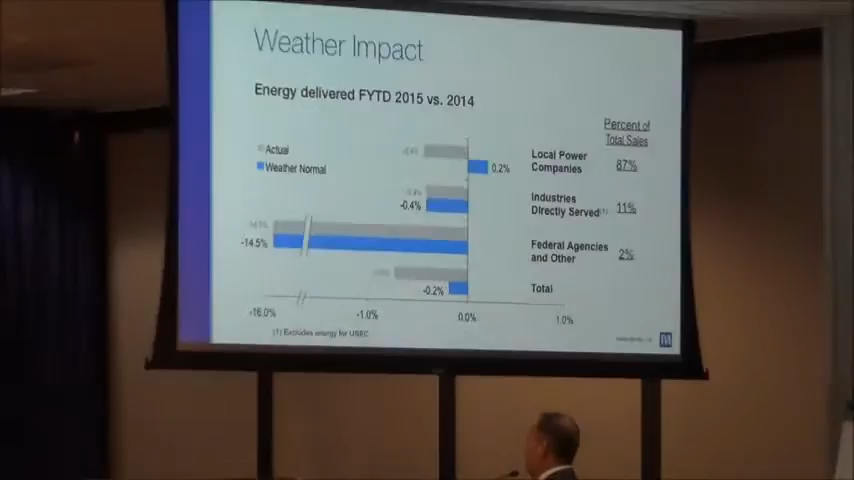 Weather Impact
Energy delivered FYTD 2015 vs. 2014
Percent of
Total Sales
Actual
Weather Normal
0.2%
Local Power
Companies
87%
-0.4%
Industries
Directly Served(1)
11%
-14.5%
Federal Agencies
and Other
2%
-0.2%
Total
-16.0%
-1.0%
0.0%
1.0%
(1) Excludes energy for USEC